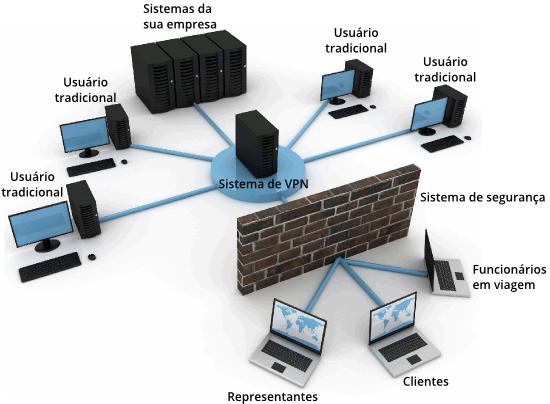 Sistemas da
sua empresa
Usuário
tradicional
Usuário
tradicional
Usuário
tradicional
Usuário
tradicional
Sistema de VPN
Sistema de segurança
Funcionários
em viagem
Clientes
Representantes